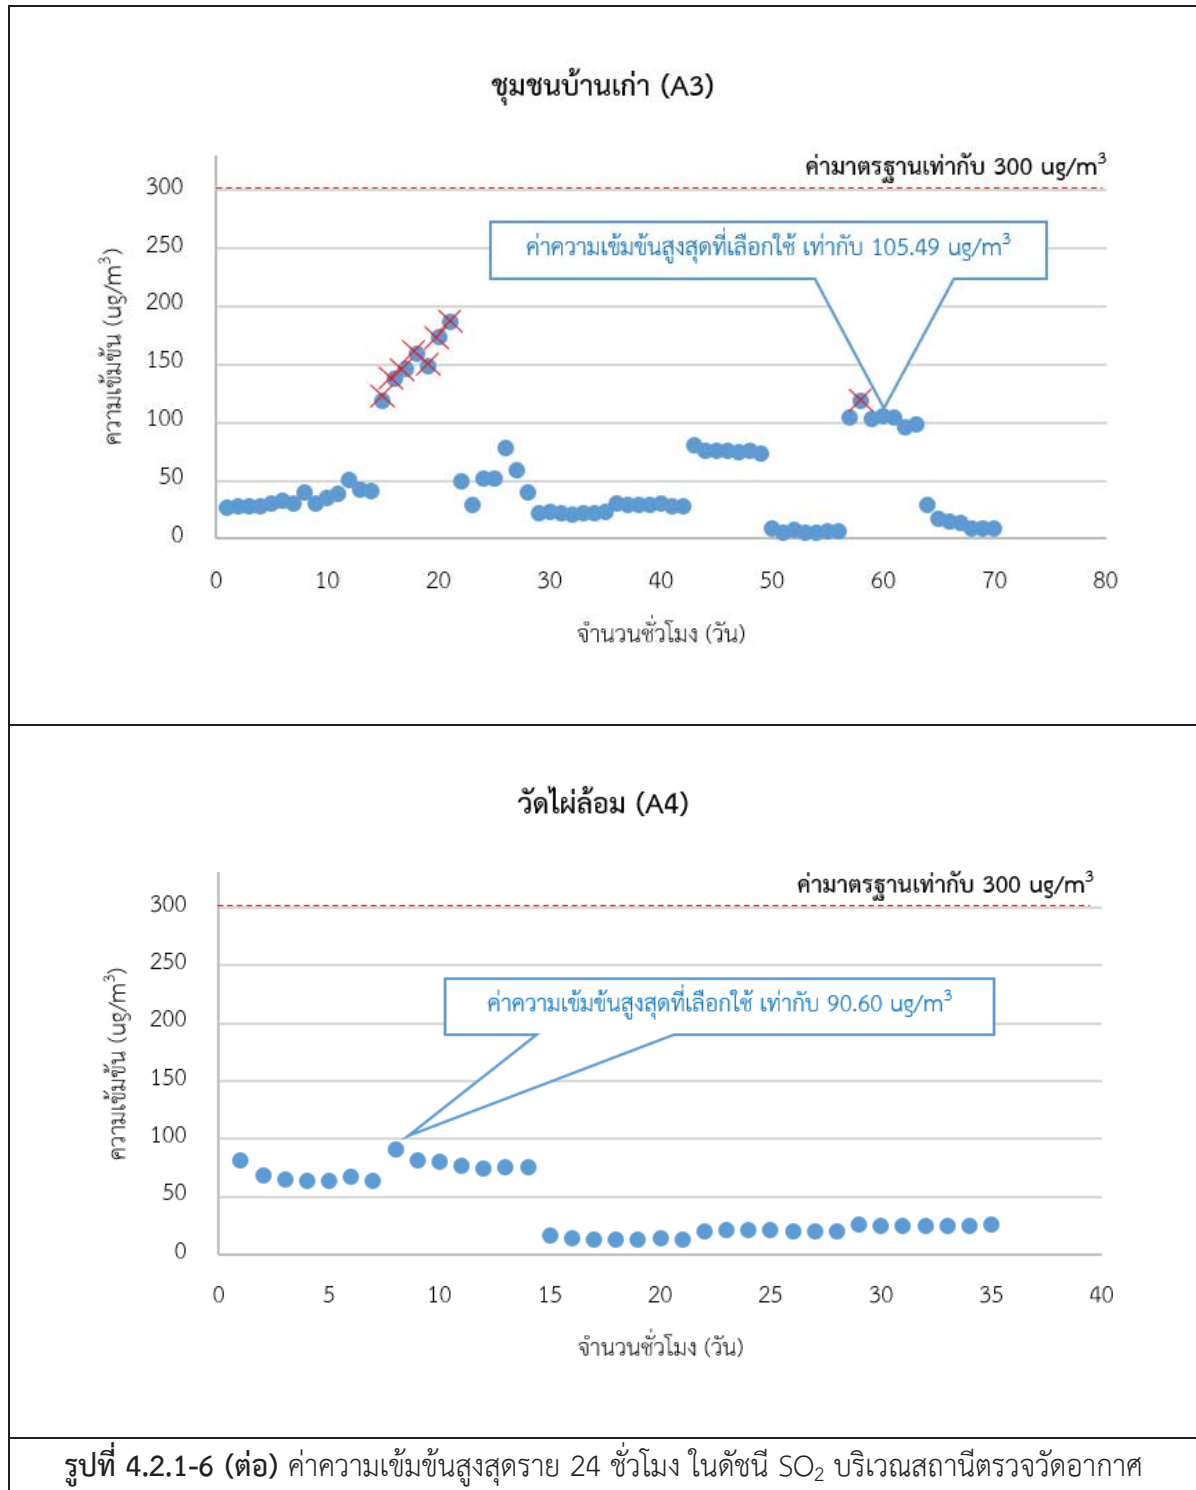 ชุมชนบ้านเก่า (A3)
ค่ามาตรฐานเท่ากับ 300 ug/m³
ค่าความเข้มข้นสูงสุดที่เลือกใช้ เท่ากับ 105.49 ug/m³
ความเข้มข้น (ug/m³)
300
250
200
150
100
50
0
0 10 20 30 40 50 60 70 80
จำนวนชั่วโมง (วัน)
วัดไผ่ล้อม (A4)
ค่ามาตรฐานเท่ากับ 300 ug/m³
ค่าความเข้มข้นสูงสุดที่เลือกใช้ เท่ากับ 90.60 ug/m³
ความเข้มข้น (ug/m³)
300
250
200
150
100
50
0
0 5 10 15 20 25 30 35 40
จำนวนชั่วโมง (วัน)
รูปที่ 4.2.1-6 (ต่อ) ค่าความเข้มข้นสูงสุดราย 24 ชั่วโมง ในดัชนี SO₂ บริเวณสถานีตรวจวัดอากาศ